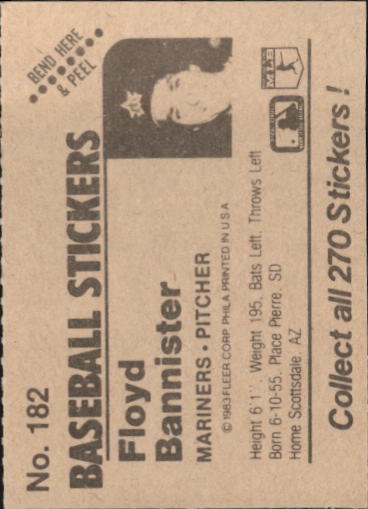 No. 182
BEND HERE
& PEEL
BASEBALL STICKERS
Floyd
Bannister
MARINERS • PITCHER
© 1983 FLEER CORP. PHILA PRINTED IN U S A
Height 6'1''. Weight 195. Bats Left. Throws Left
Born 6-10-55. Place Pierre, SD
Home Scottsdale, AZ
MLB
Collect all 270 Stickers !